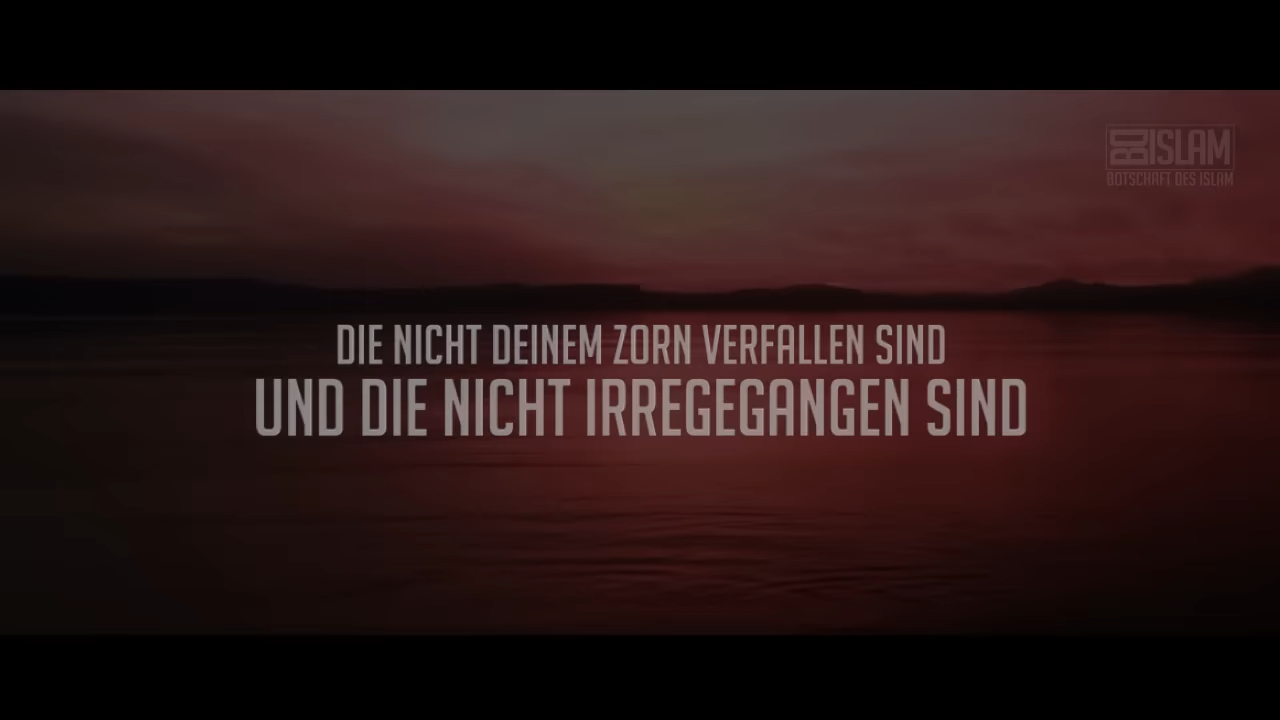 BDISLAM
BOTSCHAFT DES ISLAM
DIE NICHT DEINEM ZORN VERFALLEN SIND
UND DIE NICHT IRREGEGANGEN SIND